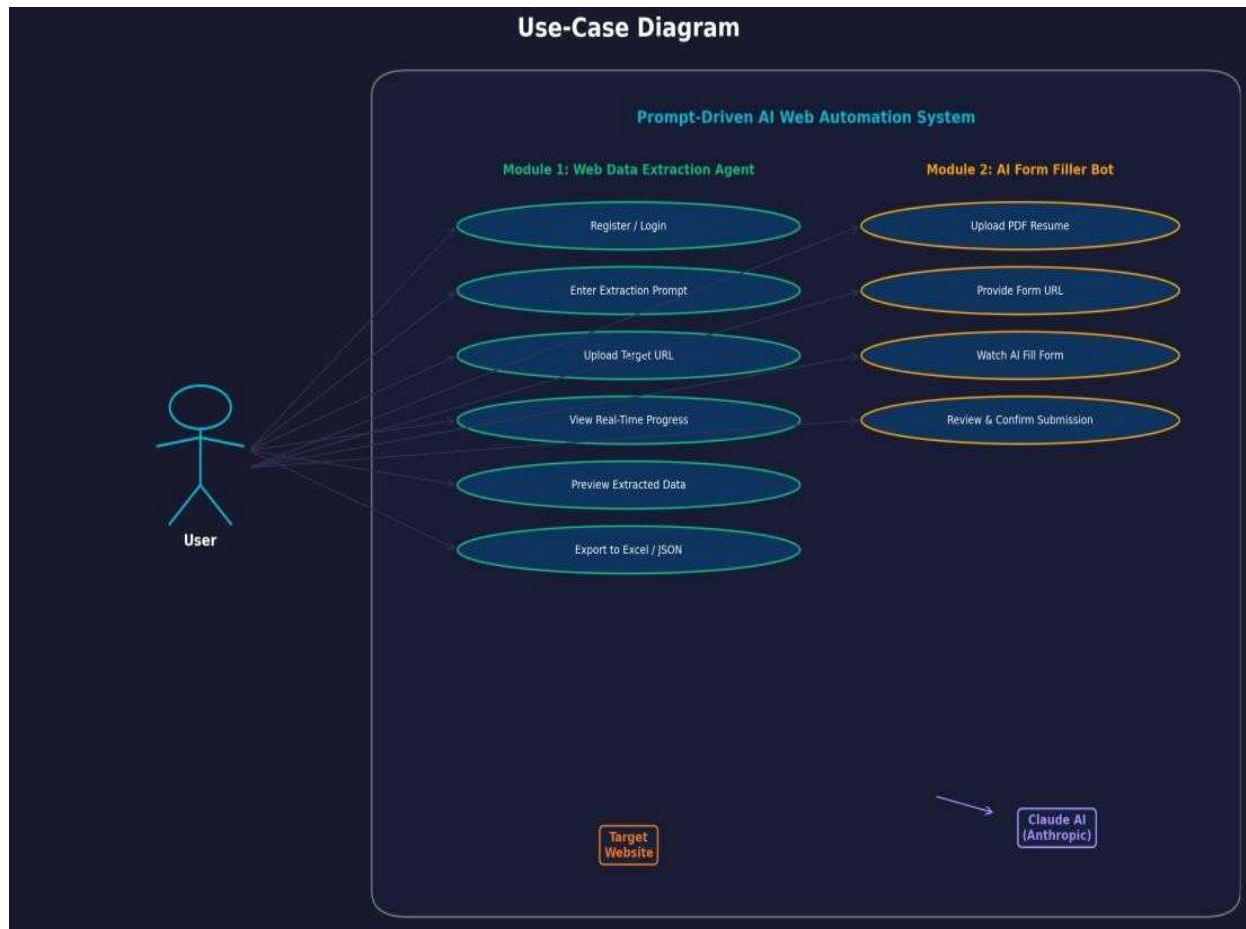 Use-Case Diagram
Prompt-Driven AI Web Automation System
Module 1: Web Data Extraction Agent
Register / Login
Enter Extraction Prompt
Upload Target URL
View Real-Time Progress
Preview Extracted Data
Export to Excel / JSON
Module 2: AI Form Filler Bot
Upload PDF Resume
Provide Form URL
Watch AI Fill Form
Review & Confirm Submission
User
Target
Website
Claude AI
(Anthropic)